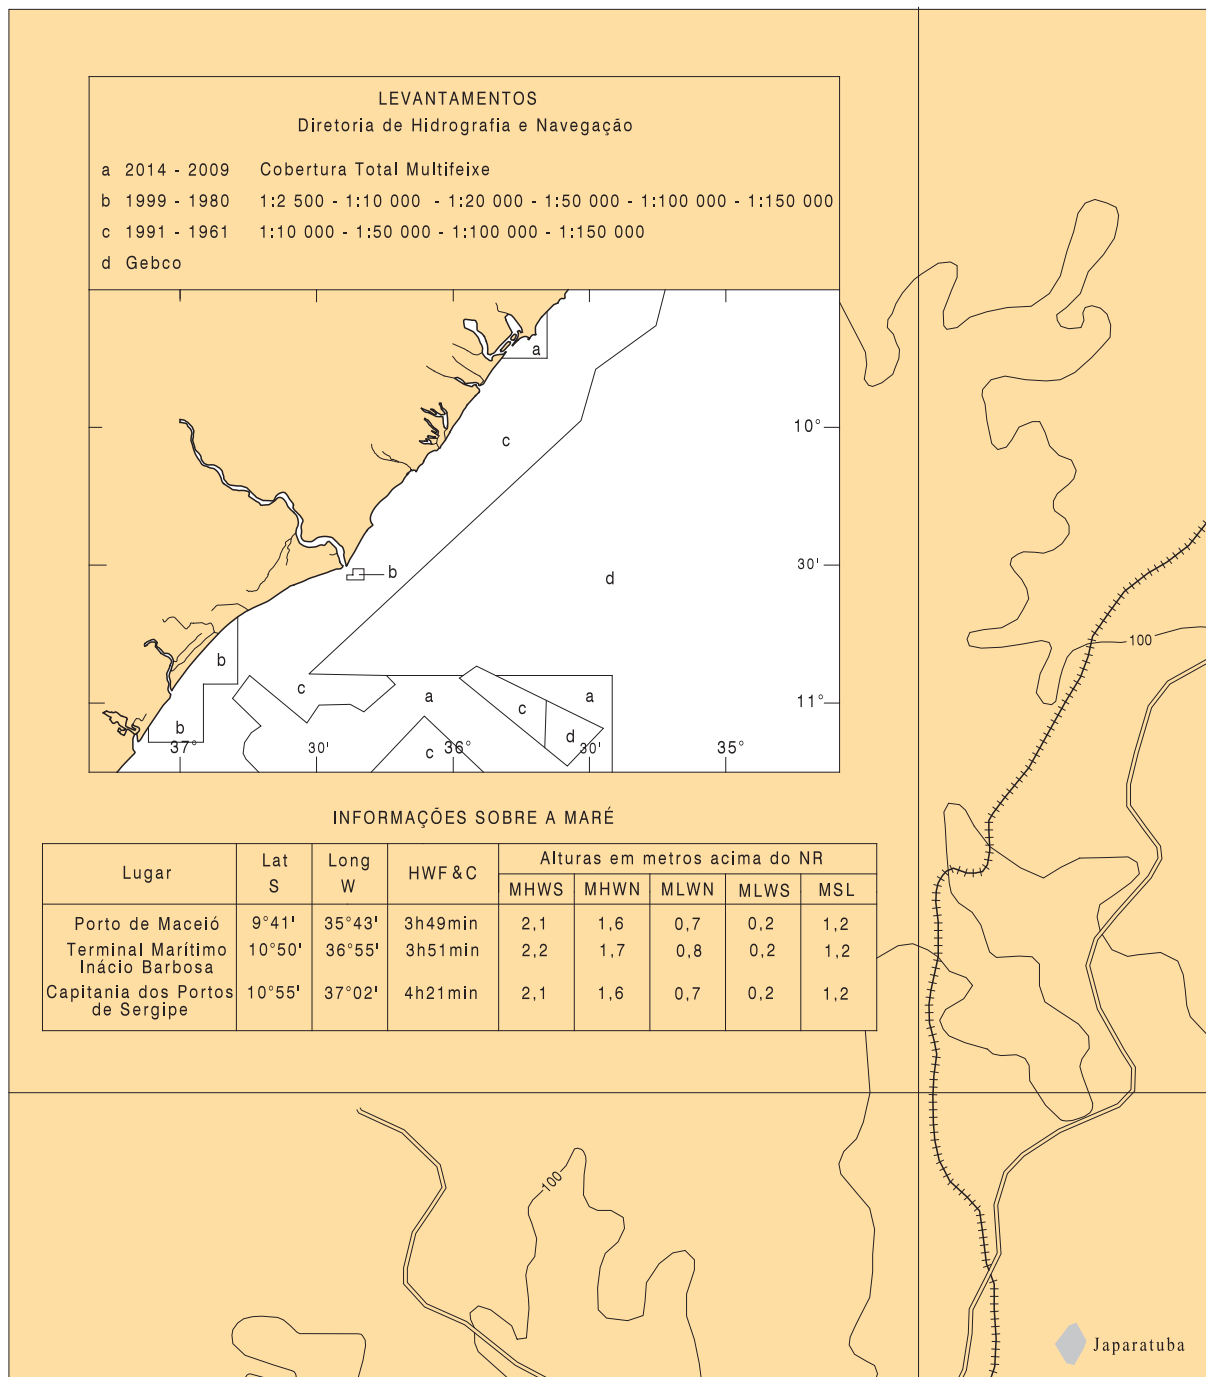 LEVANTAMENTOS
Diretoria de Hidrografia e Navegação
a 2014 - 2009 Cobertura Total Multifeixe
b 1999 - 1980 1:2 500 - 1:10 000 - 1:20 000 - 1:50 000 - 1:100 000 - 1:150 000
c 1991 - 1961 1:10 000 - 1:50 000 - 1:100 000 - 1:150 000
d Gebco
a
10°
c
30'
b
d
100
b
c
a
a
11°
c
b
d
37°
30'
36°
c
30'
35°
INFORMAÇÕES SOBRE A MARÉ
Lugar Lat S Long W HWF & C Alturas em metros acima do NR
MHWS MHWN MLWN MLWS MSL
Porto de Maceió 9°41' 35°43' 3h49min 2,1 1,6 0,7 0,2 1,2
Terminal Marítimo 10°50' 36°55' 3h51min 2,2 1,7 0,8 0,2 1,2
Inácio Barbosa
Capitania dos Portos 10°55' 37°02' 4h21min 2,1 1,6 0,7 0,2 1,2
de Sergipe
100
Japaratuba